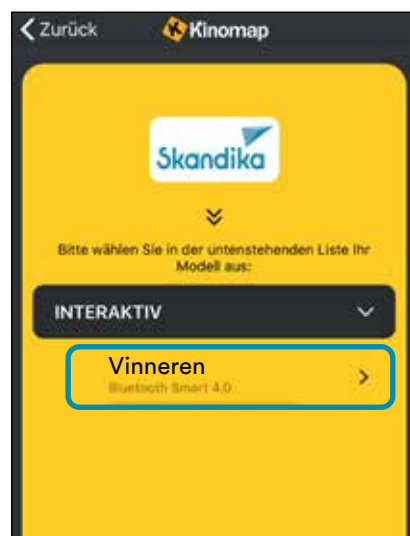 Zurück
Kinomap
Skandika
Bitte wählen Sie in der untenstehenden Liste Ihr
Modell aus:
INTERAKTIV
Vinneren
Bluetooth Smart 4.0